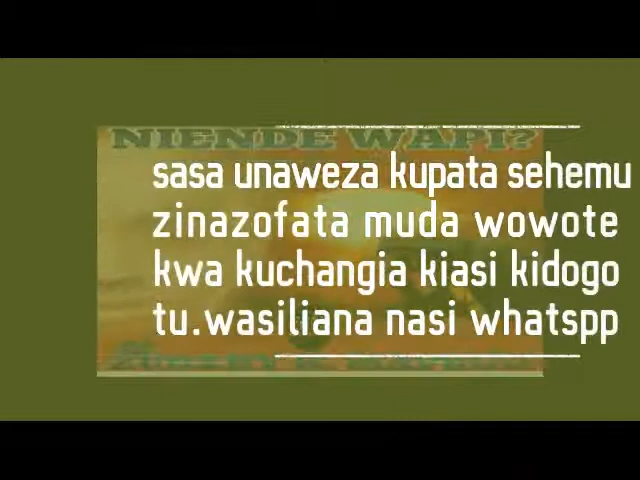 NIENDE WAPI?
sasa unaweza kupata sehemu
zinazofata muda wowote
kwa kuchangia kiasi kidogo
tu.wasiliana nasi whatspp